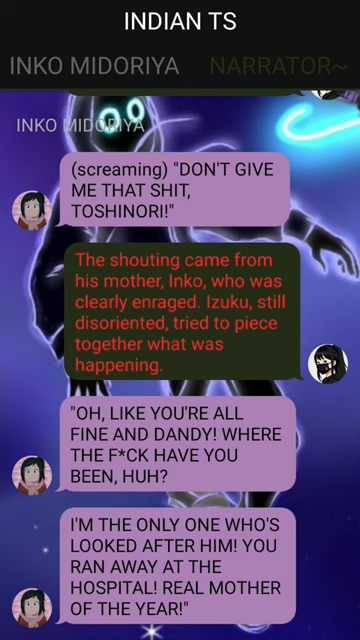 INDIAN TS
INKO MIDORIYA NARRATOR~
INKO MIDORIYA
(screaming) "DON'T GIVE
ME THAT SHIT,
TOSHINORI!"
The shouting came from
his mother, Inko, who was
clearly enraged. Izuku, still
disoriented, tried to piece
together what was
happening.
"OH, LIKE YOU'RE ALL
FINE AND DANDY! WHERE
THE F*CK HAVE YOU
BEEN, HUH?
I'M THE ONLY ONE WHO'S
LOOKED AFTER HIM! YOU
RAN AWAY AT THE
HOSPITAL! REAL MOTHER
OF THE YEAR!"